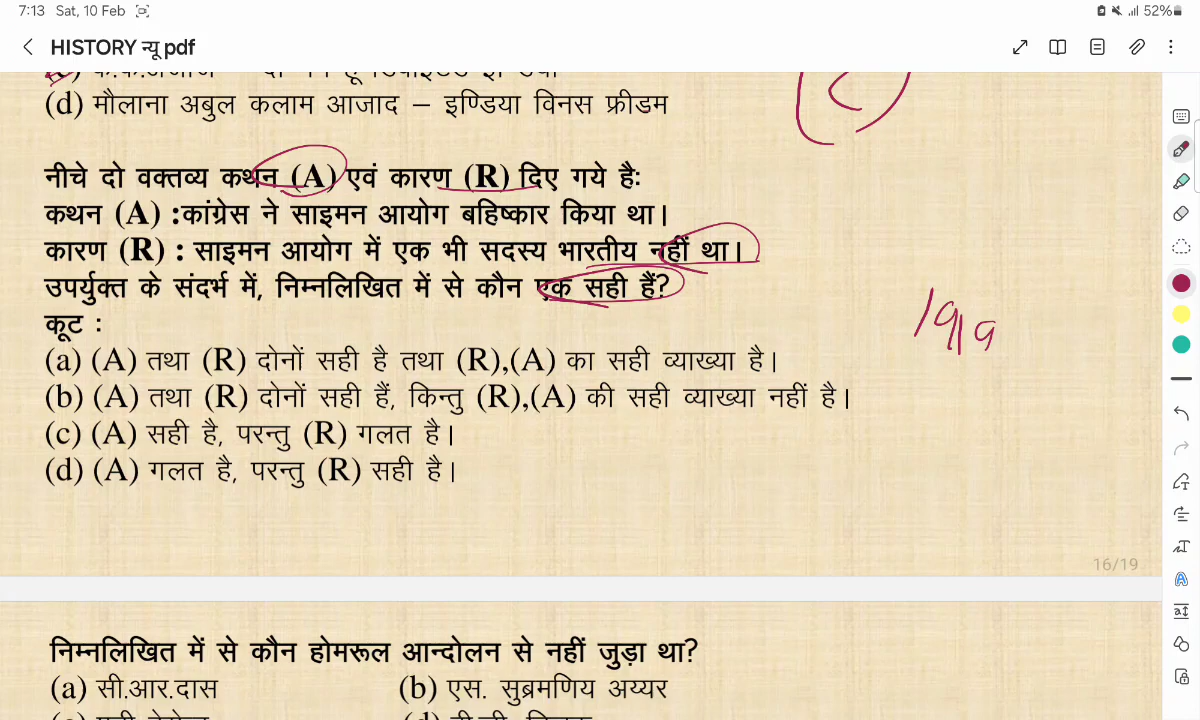 7:13 Sat, 10 Feb 52%
HISTORY न्यू pdf
(d) मौलाना अबुल कलाम आजाद – इण्डिया विनस फ्रीडम
नीचे दो वक्तव्य कथन (A) एवं कारण (R) दिए गये हैः
कथन (A) :कांग्रेस ने साइमन आयोग बहिष्कार किया था।
कारण (R) : साइमन आयोग में एक भी सदस्य भारतीय नहीं था।
उपर्युक्त के संदर्भ में, निम्नलिखित में से कौन एक सही हैं?
कूट :
1919
(a) (A) तथा (R) दोनों सही है तथा (R),(A) का सही व्याख्या है।
(b) (A) तथा (R) दोनों सही हैं, किन्तु (R),(A) की सही व्याख्या नहीं है।
(c) (A) सही है, परन्तु (R) गलत है।
(d) (A) गलत है, परन्तु (R) सही है।
16/19
निम्नलिखित में से कौन होमरूल आन्दोलन से नहीं जुड़ा था?
(a) सी.आर.दास (b) एस. सुब्रमणिय अय्यर